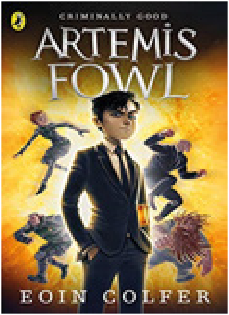 CRIMINALLY GOOD
ARTEMIS
FOWL
EOIN COLFER